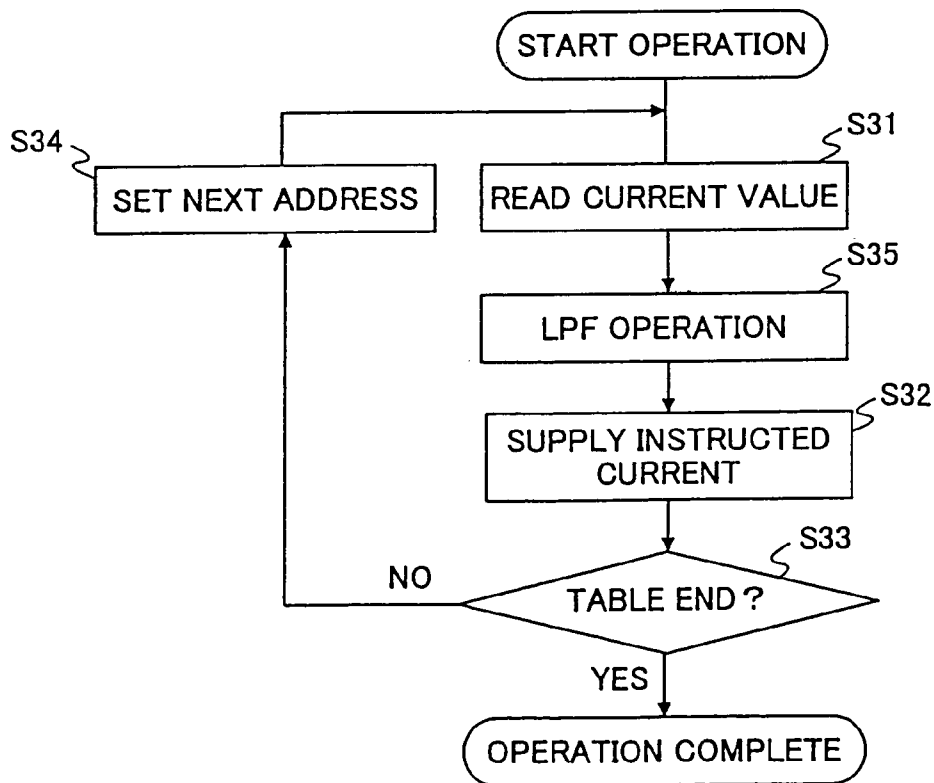 START OPERATION
S34
SET NEXT ADDRESS
S31
READ CURRENT VALUE
S35
LPF OPERATION
S32
SUPPLY INSTRUCTED
CURRENT
S33
TABLE END?
NO
YES
OPERATION COMPLETE